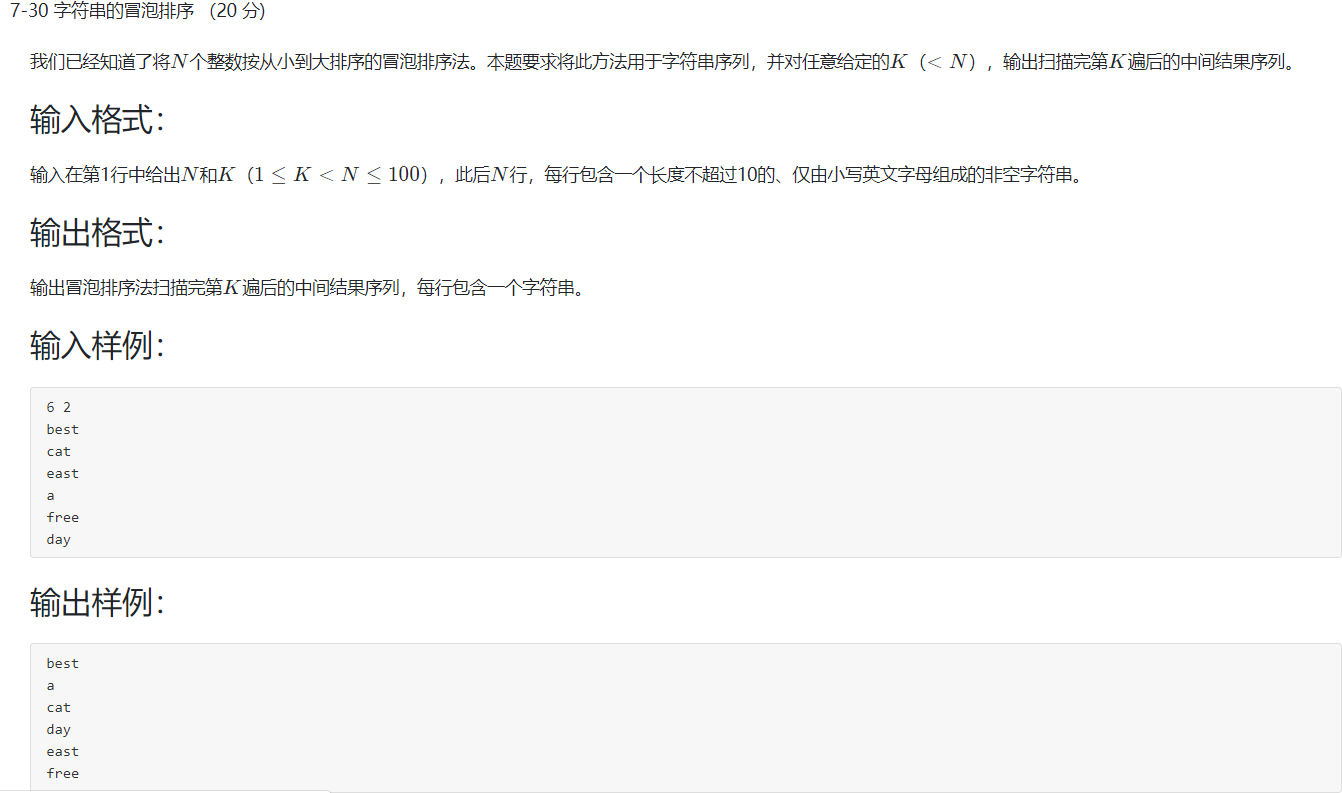 7-30 字符串的冒泡排序 （20 分)
我们已经知道了将N个整数按从小到大排序的冒泡排序法。本题要求将此方法用于字符串序列，并对任意给定的K（< N），输出扫描完第K遍后的中间结果序列。
输入格式：
输入在第1行中给出N和K（1 ≤ K < N ≤ 100），此后N行，每行包含一个长度不超过10的、仅由小写英文字母组成的非空字符串。
输出格式：
输出冒泡排序法扫描完第K遍后的中间结果序列，每行包含一个字符串。
输入样例：
6 2
best
cat
east
a
free
day
输出样例：
best
a
cat
day
east
free